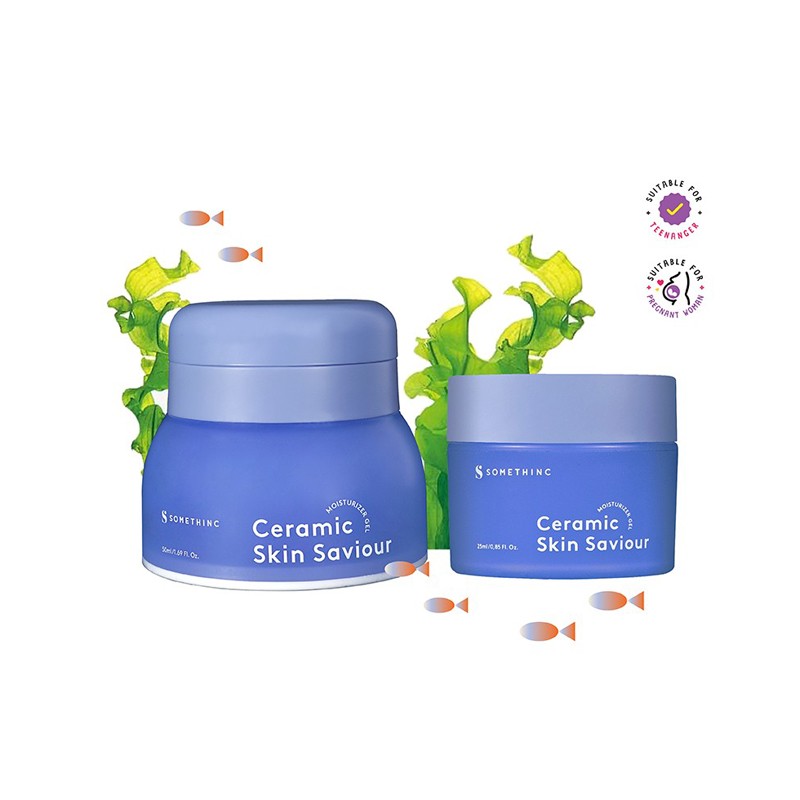 SUITABLE FOR
TEENANGER
SUITABLE FOR
PREGNANT WOMAN
SOMETHINC
MOISTURIZER GEL
Ceramic
Skin Saviour
50ml/1.69 Fl. Oz.
SOMETHINC
MOISTURIZER GEL
Ceramic
Skin Saviour
25ml/0,85 Fl. Oz.